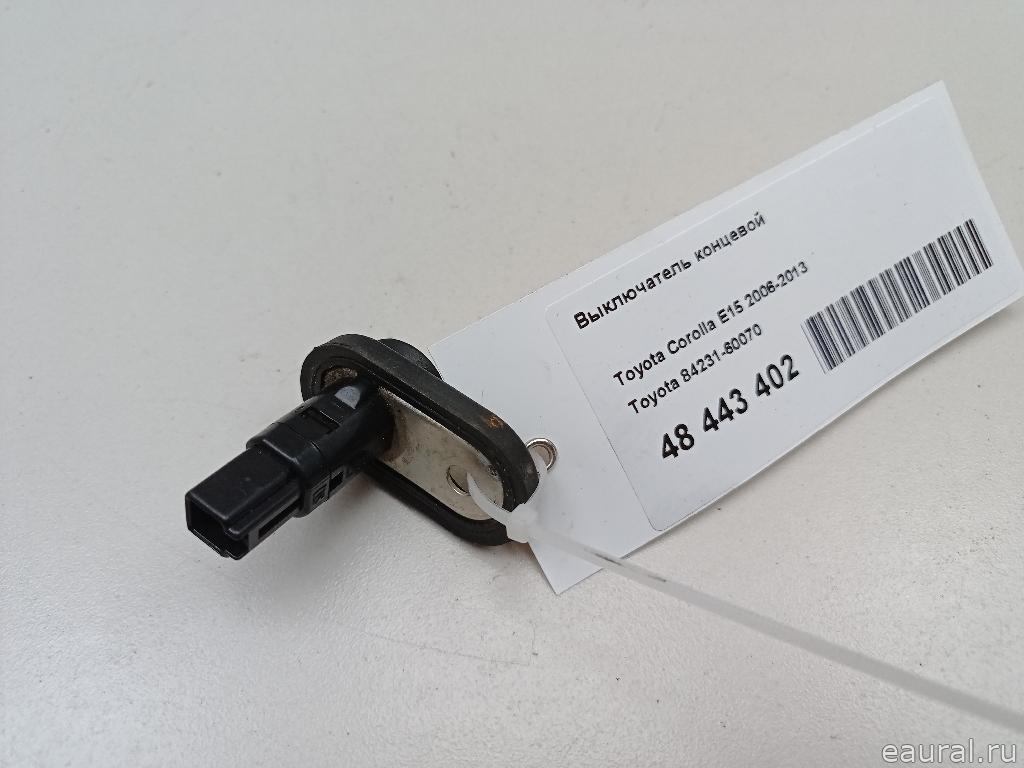 Выключатель концевой
Toyota Corolla E15 2006-2013
Toyota 84231-60070
48 443 402
eaural.ru